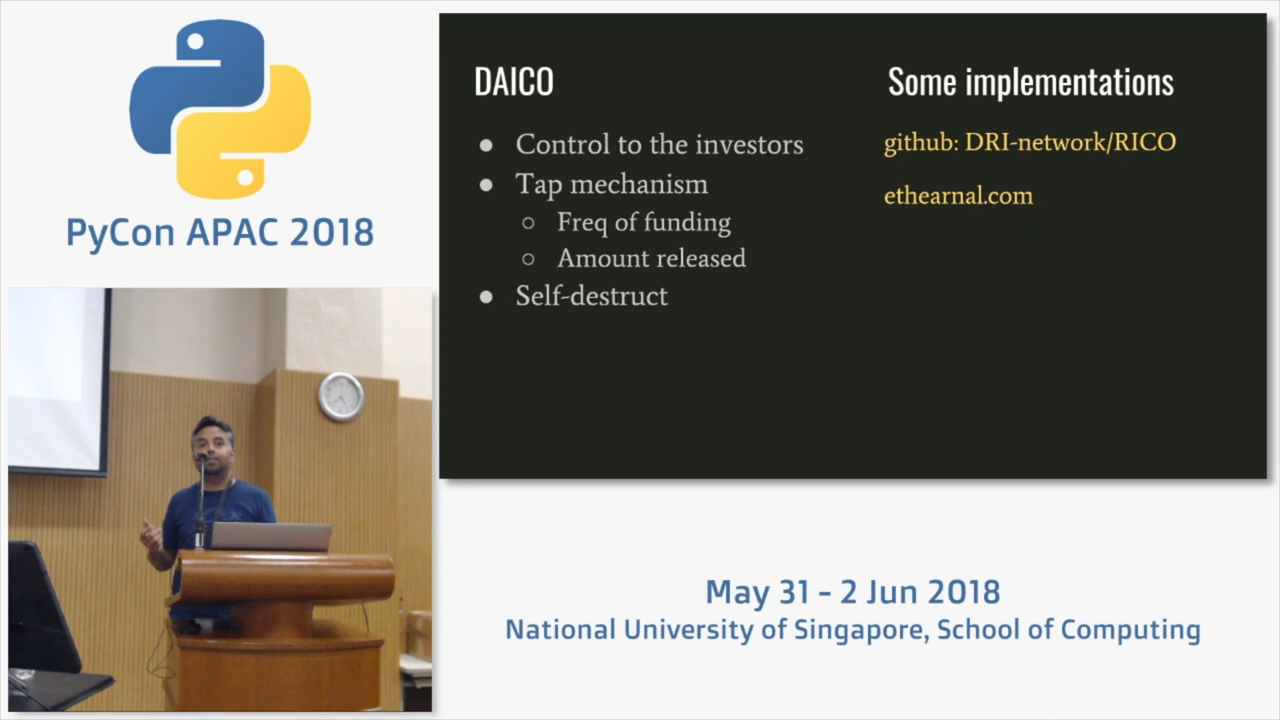 PyCon APAC 2018
DAICO
● Control to the investors
● Tap mechanism
○ Freq of funding
○ Amount released
● Self-destruct
Some implementations
github: DRI-network/RICO
ethearnal.com
May 31 - 2 Jun 2018
National University of Singapore, School of Computing